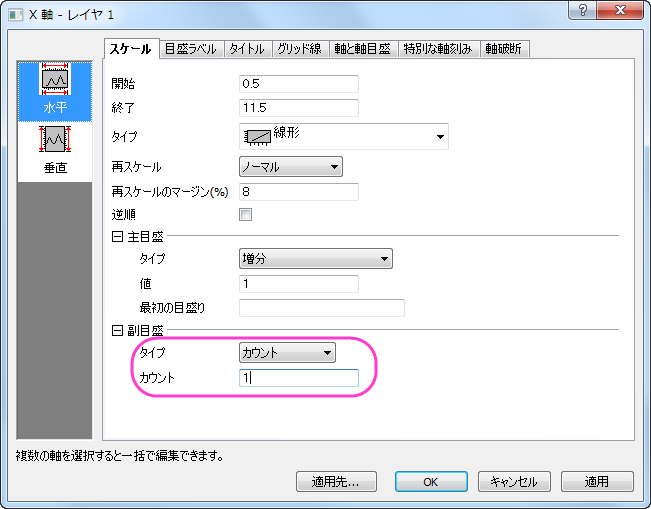 X 軸 - レイヤ 1
スケール 目盛ラベル タイトル グリッド線 軸と軸目盛 特別な軸刻み 軸破断
水平
垂直
開始 0.5
終了 11.5
タイプ 線形
再スケール ノーマル
再スケールのマージン(%) 8
逆順
主目盛
タイプ 増分
値 1
最初の目盛り
副目盛
タイプ カウント
カウント 1
複数の軸を選択すると一括で編集できます。
適用先... OK キャンセル 適用